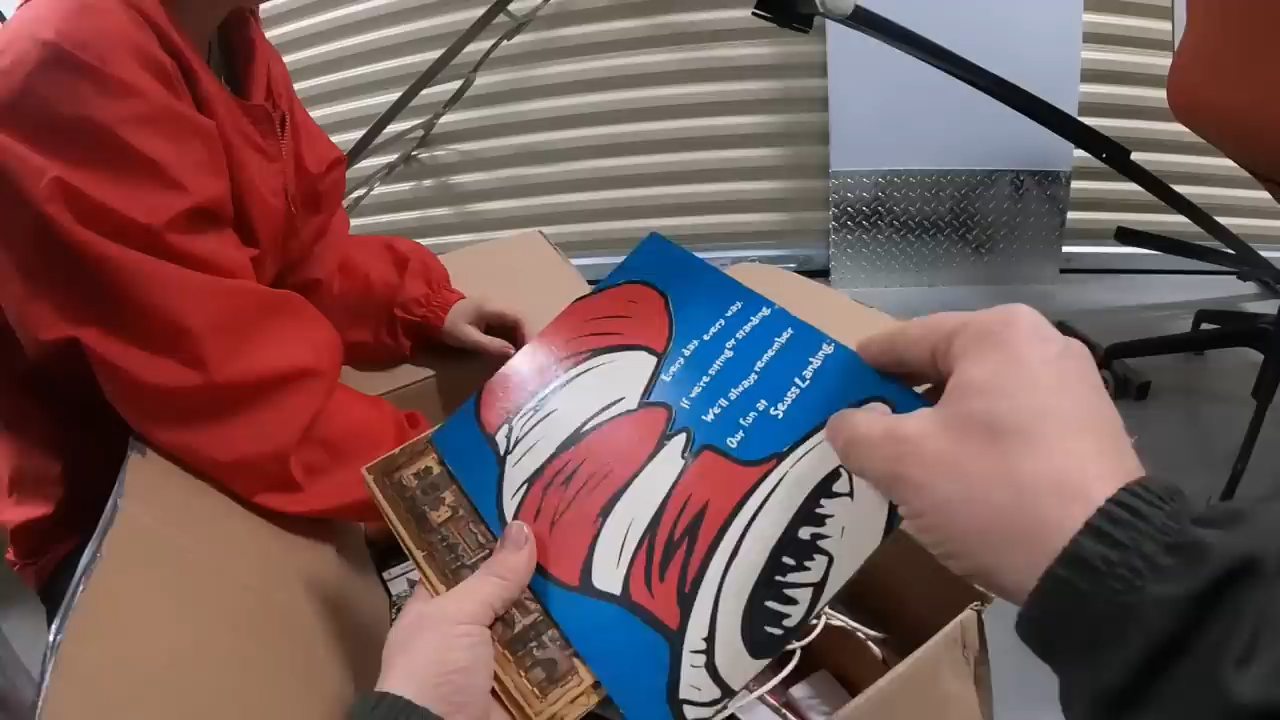 Every day, every way,
If we're sitting or standing,
We'll always remember
Our fun at
Seuss Landing.